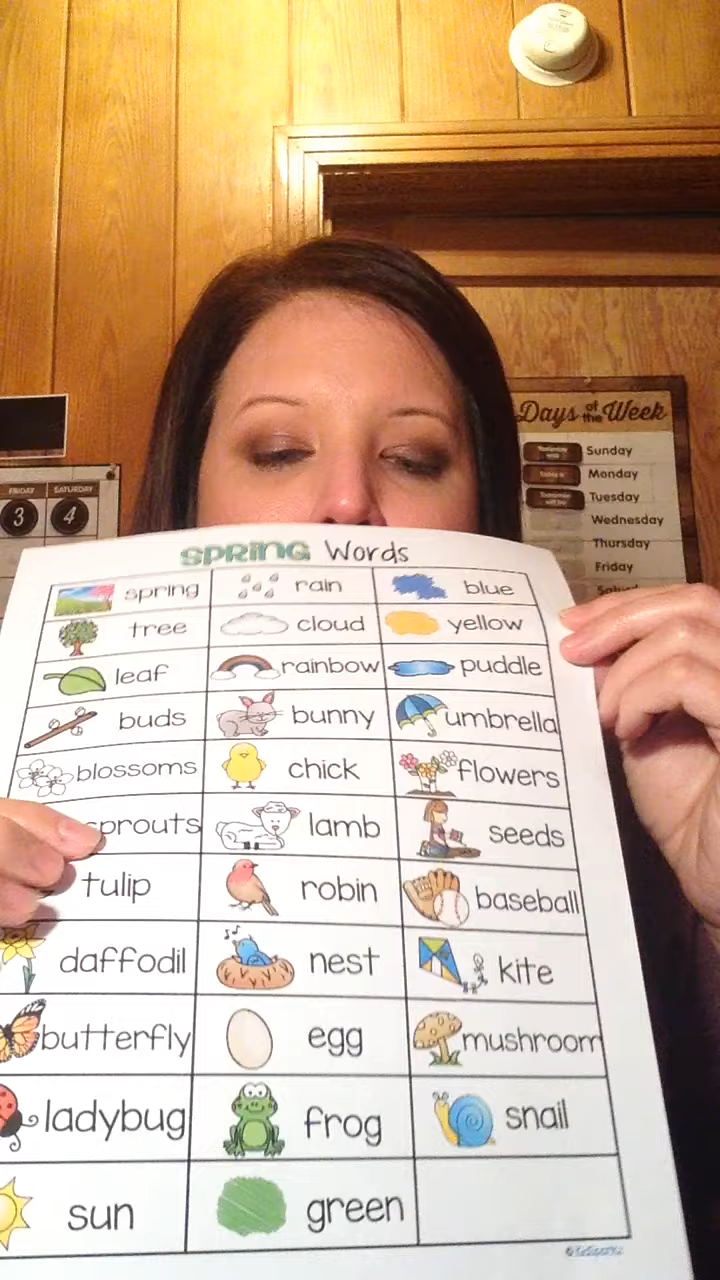 Days of the Week
Sunday
Monday
Tuesday
Wednesday
Thursday
Friday
FRIDAY SATURDAY
3 4
SPRING Words
spring rain blue
tree cloud yellow
leaf rainbow puddle
buds bunny umbrella
blossoms chick flowers
sprouts lamb seeds
tulip robin baseball
daffodil nest kite
butterfly egg mushroom
ladybug frog snail
sun green